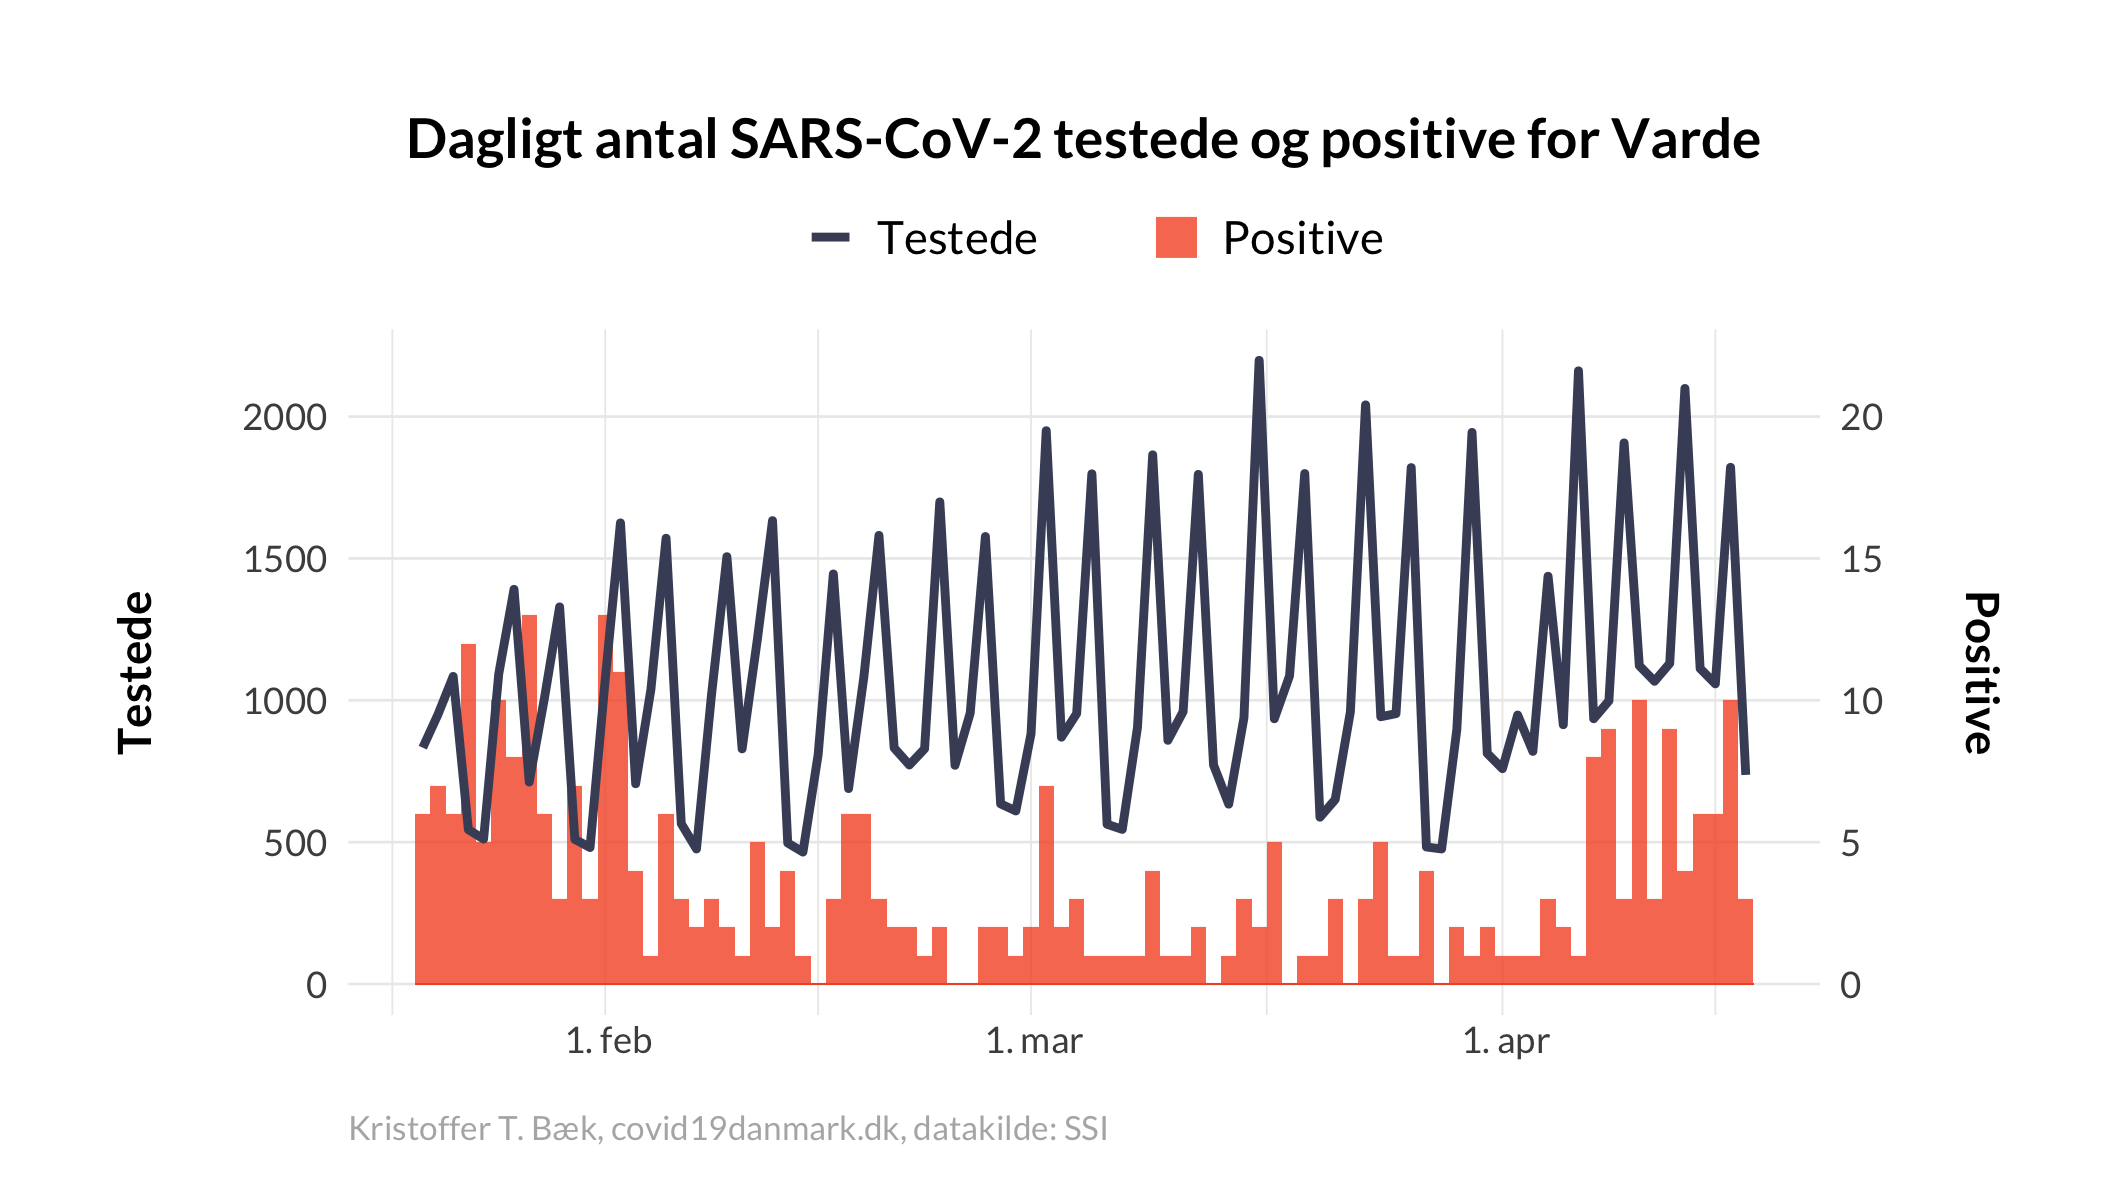 Dagligt antal SARS-CoV-2 testede og positive for Varde
Testede
Positive
2000
1500
1000
500
0
Testede
20
15
10
5
0
Positive
1. feb
1. mar
1. apr
Kristoffer T. Bæk, covid19danmark.dk, datakilde: SSI